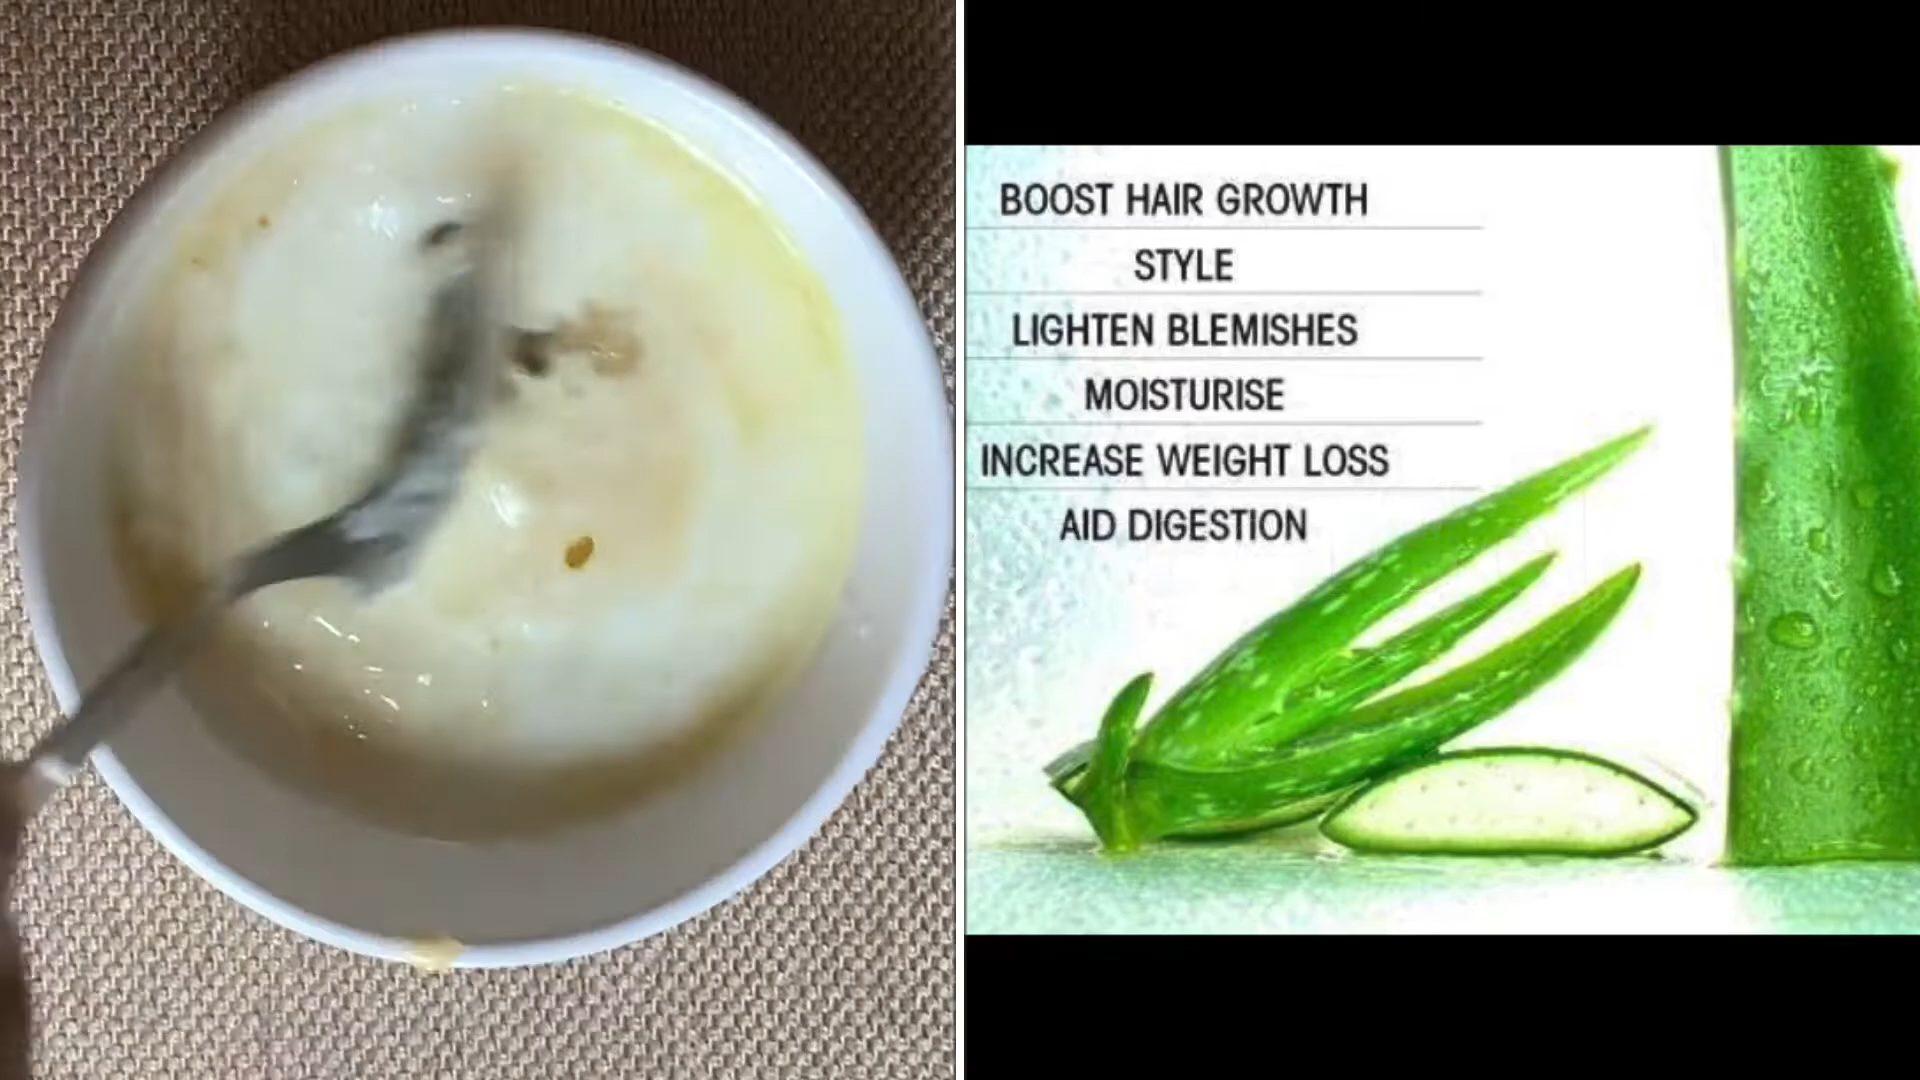 BOOST HAIR GROWTH
STYLE
LIGHTEN BLEMISHES
MOISTURISE
INCREASE WEIGHT LOSS
AID DIGESTION